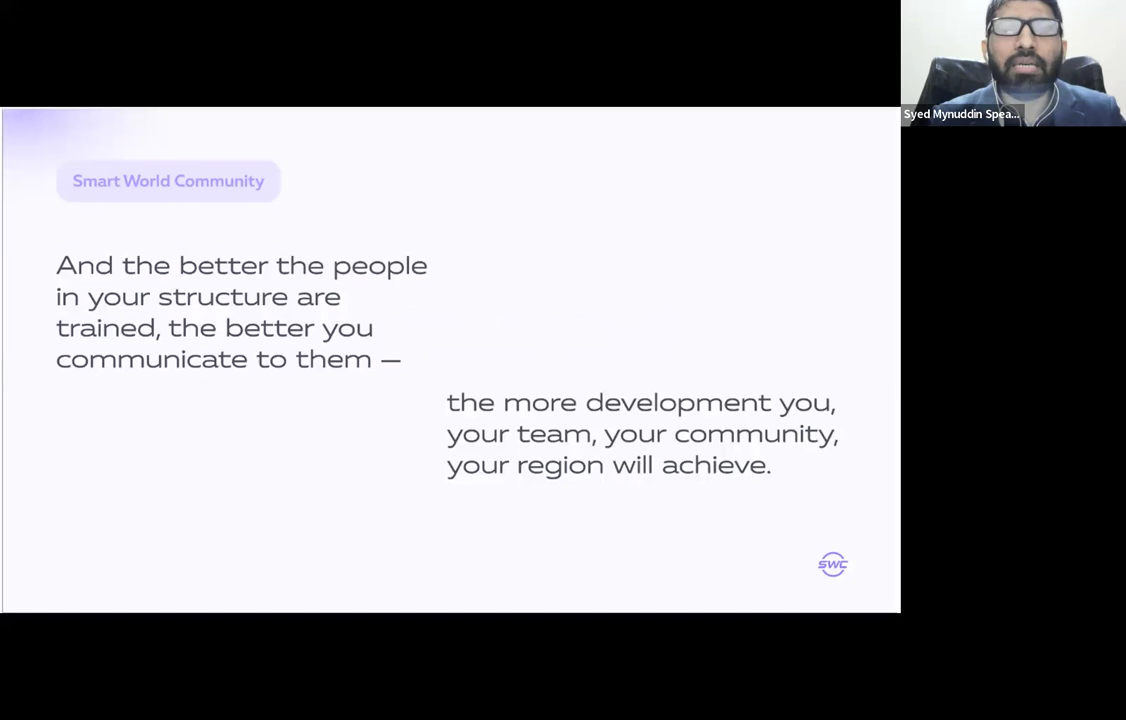 Syed Mynuddin Spea...
Smart World Community
And the better the people
in your structure are
trained, the better you
communicate to them —
the more development you,
your team, your community,
your region will achieve.
SWC